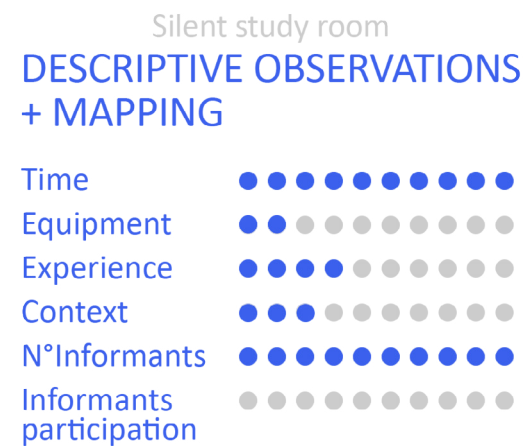 Silent study room
DESCRIPTIVE OBSERVATIONS
+ MAPPING
Time
Equipment
Experience
Context
N°Informants
Informants
participation